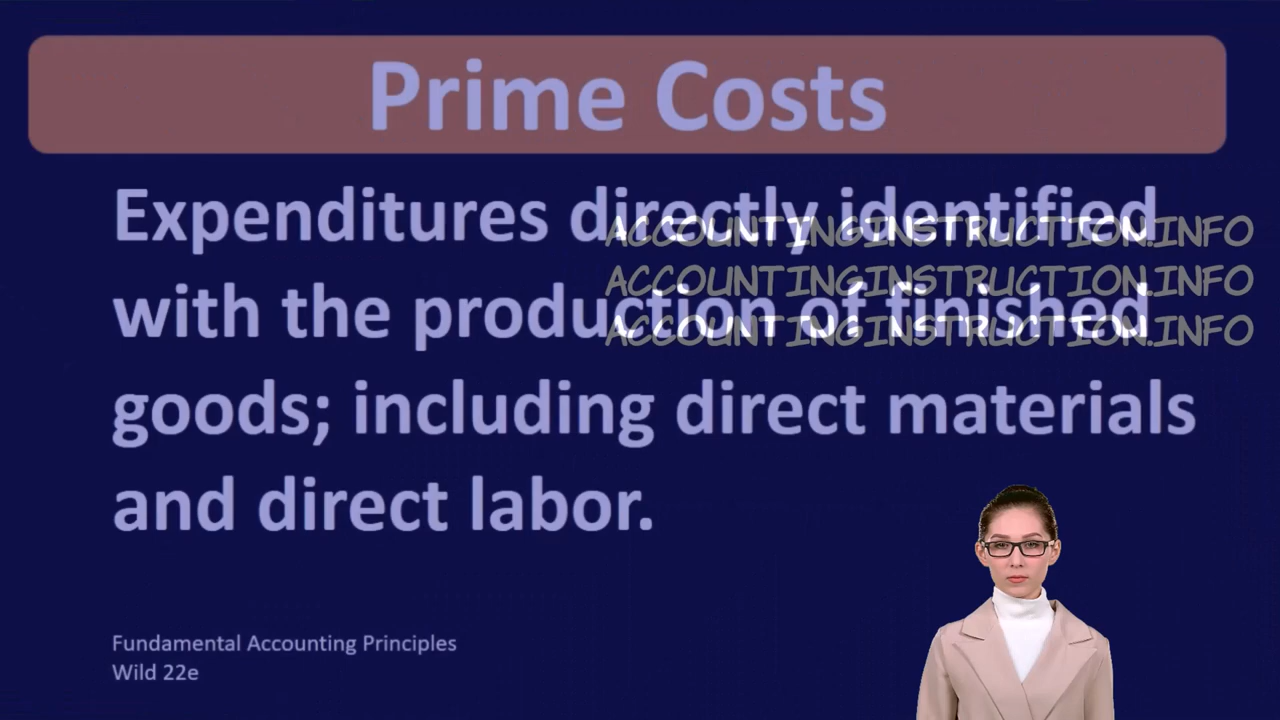 Prime Costs
Expenditures directly identified
ACCOUNTINGINSTRUCTION.INFO
ACCOUNTINGINSTRUCTION.INFO
with the production of finished
ACCOUNTINGINSTRUCTION.INFO
goods; including direct materials
and direct labor.
Fundamental Accounting Principles
Wild 22e